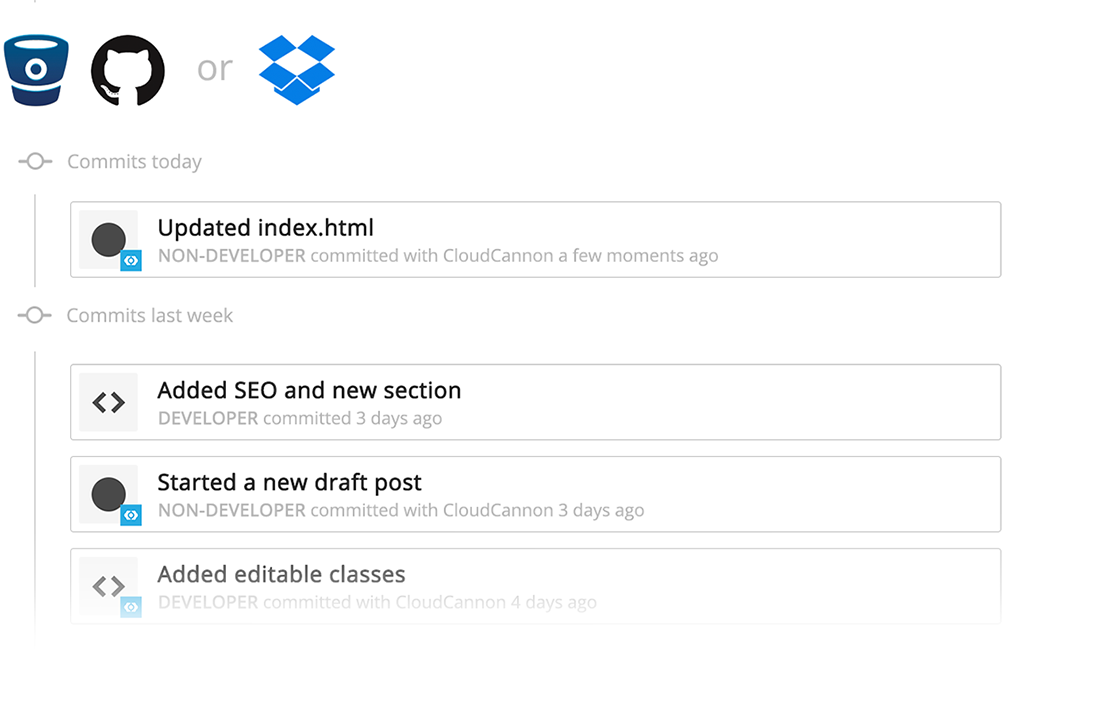 or
Commits today
Updated index.html
NON-DEVELOPER committed with CloudCannon a few moments ago
Commits last week
Added SEO and new section
DEVELOPER committed 3 days ago
Started a new draft post
NON-DEVELOPER committed with CloudCannon 3 days ago
Added editable classes
DEVELOPER committed with CloudCannon 4 days ago